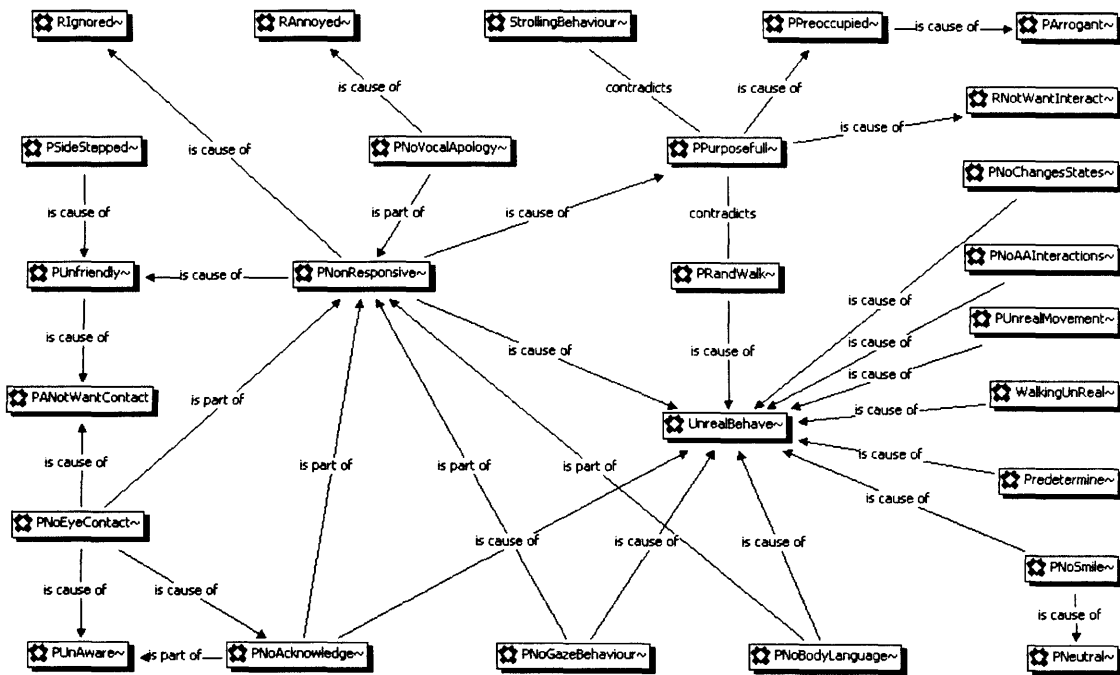 RIgnored~
RAnnoyed~
StrollingBehaviour~
PPreoccupied~
is cause of
PArrogant~
is cause of
contradicts
is cause of
RNotWantInteract~
is cause of
is cause of
PSideStepped~
PNoVocalApology~
PPurposefull~
PNoChangesStates~
is cause of
is part of
is cause of
contradicts
PNoAAInteractions~
PUnfriendly~
is cause of
PNonResponsive~
PRandWalk~
is cause of
PUnrealMovement~
is cause of
is cause of
is cause of
is cause of
is cause of
PANotWantContact
is part of
WalkingUnReal~
is cause of
UnrealBehave~
is cause of
is part of
is part of
is part of
is cause of
Predetermine~
is cause of
PNoEyeContact~
is cause of
is cause of
is cause of
PNoSmile~
is cause of
is cause of
is cause of
PUnAware~
is part of
PNoAcknowledge~
PNoGazeBehaviour~
PNoBodyLanguage~
PNeutral~